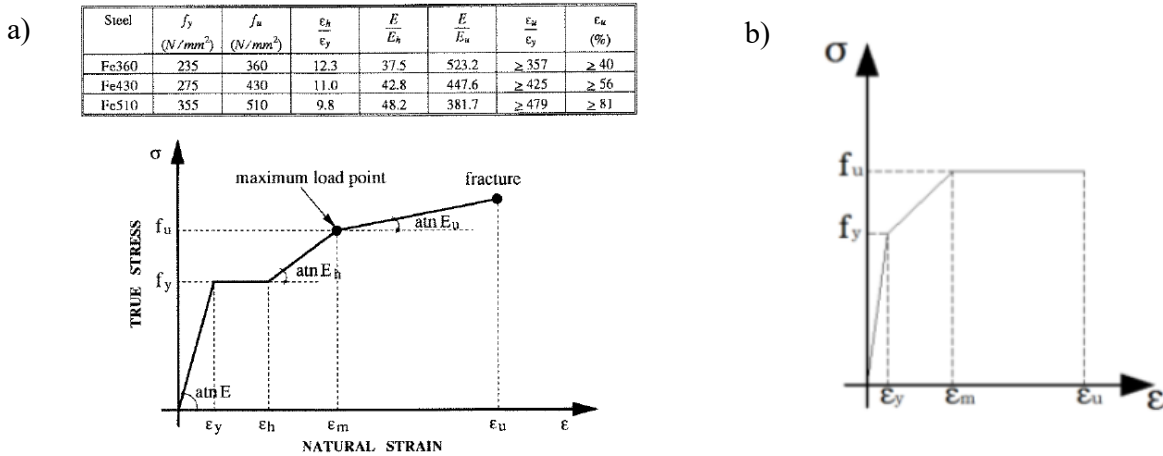 a)
Steel f_y (N/mm²) f_u (N/mm²) ε_h/ε_y E/E_h E/E_u ε_u/ε_y ε_u (%)
Fe360 235 360 12.3 37.5 523.2 ≥ 357 ≥ 40
Fe430 275 430 11.0 42.8 447.6 ≥ 425 ≥ 56
Fe510 355 510 9.8 48.2 381.7 ≥ 479 ≥ 81
σ
maximum load point
fracture
f_u
atn E_u
f_y
atn E_h
TRUE STRESS
atn E
ε_y ε_h ε_m ε_u ε
NATURAL STRAIN
b)
σ
f_u
f_y
ε_y ε_m ε_u ε